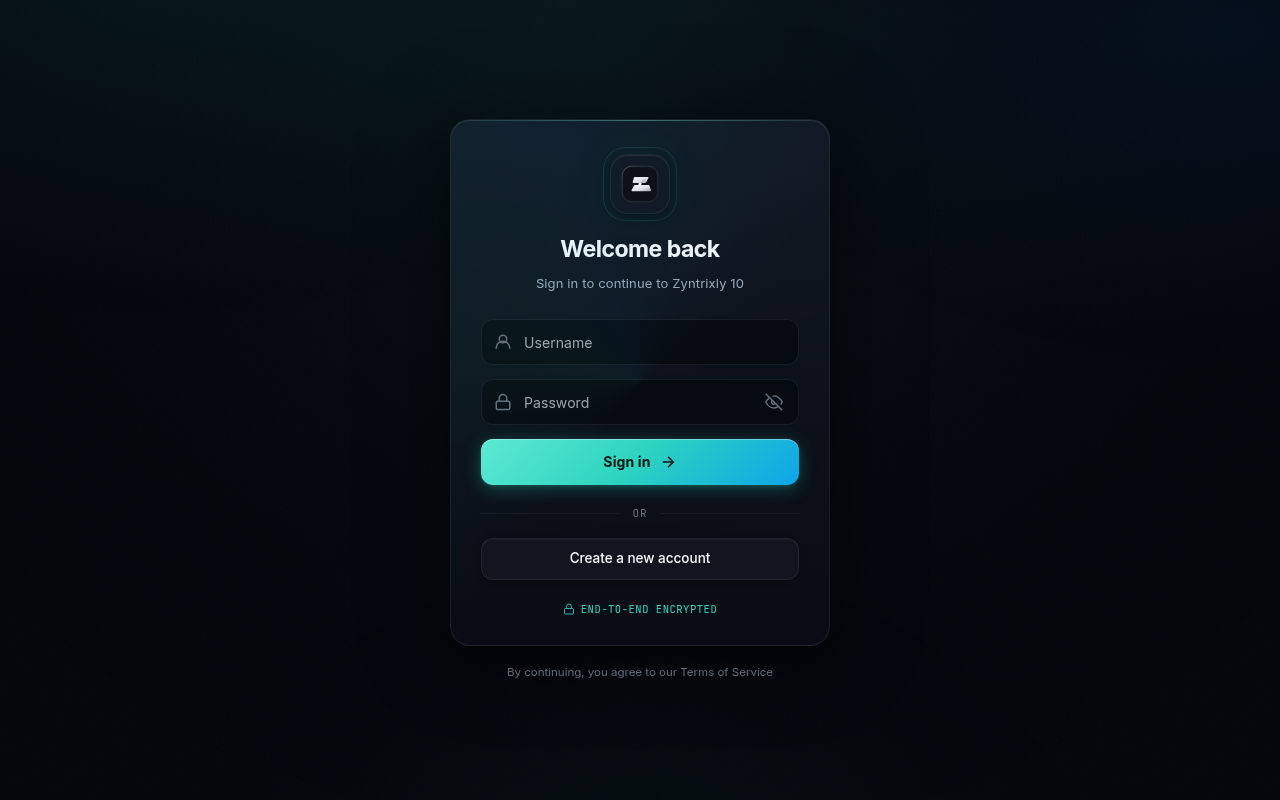 Welcome back
Sign in to continue to Zyntrixly 10
Username
Password
Sign in
OR
Create a new account
END-TO-END ENCRYPTED
By continuing, you agree to our Terms of Service